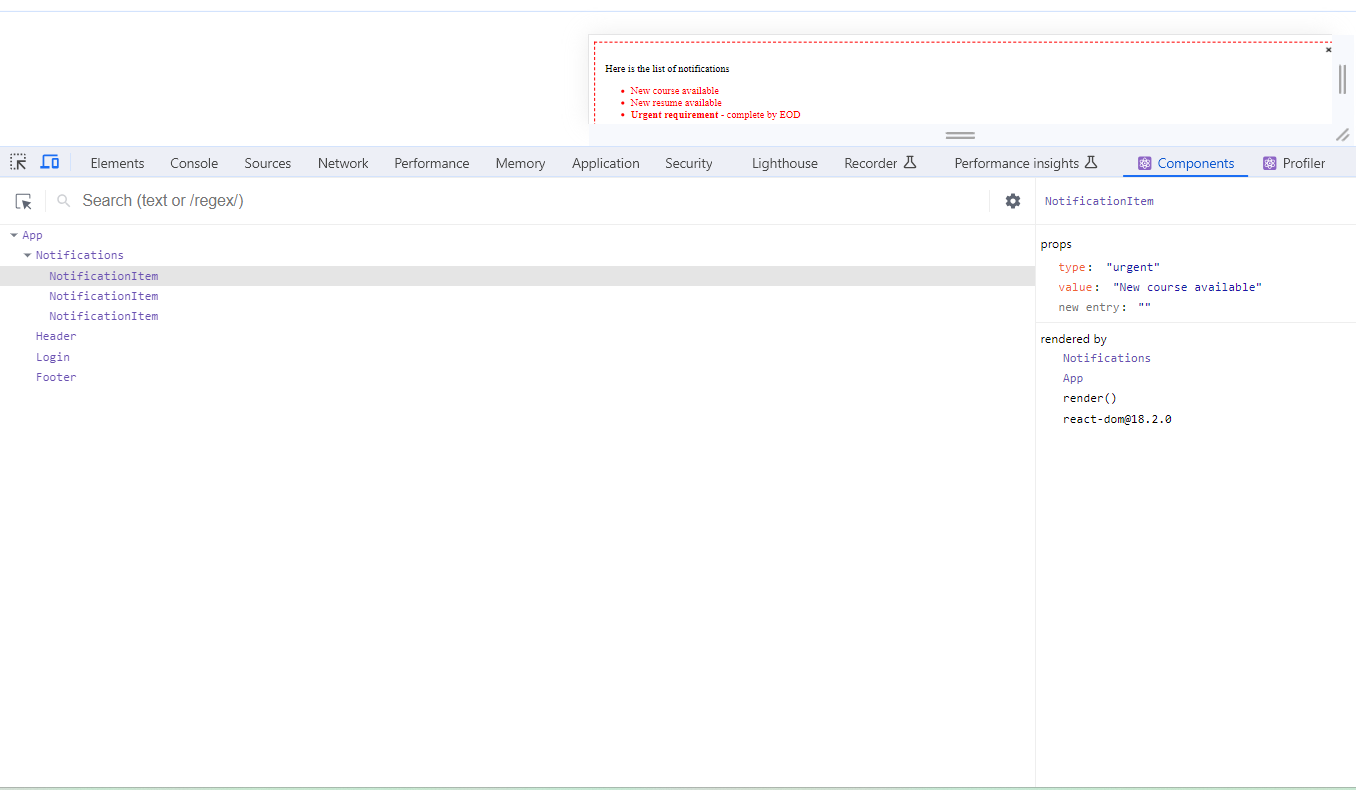 ×
Here is the list of notifications
New course available
New resume available
Urgent requirement - complete by EOD
Elements Console Sources Network Performance Memory Application Security Lighthouse Recorder Performance insights Components Profiler
Search (text or /regex/)
App
Notifications
NotificationItem
NotificationItem
NotificationItem
Header
Login
Footer
NotificationItem
props
type: "urgent"
value: "New course available"
new entry: ""
rendered by
Notifications
App
render()
react-dom@18.2.0